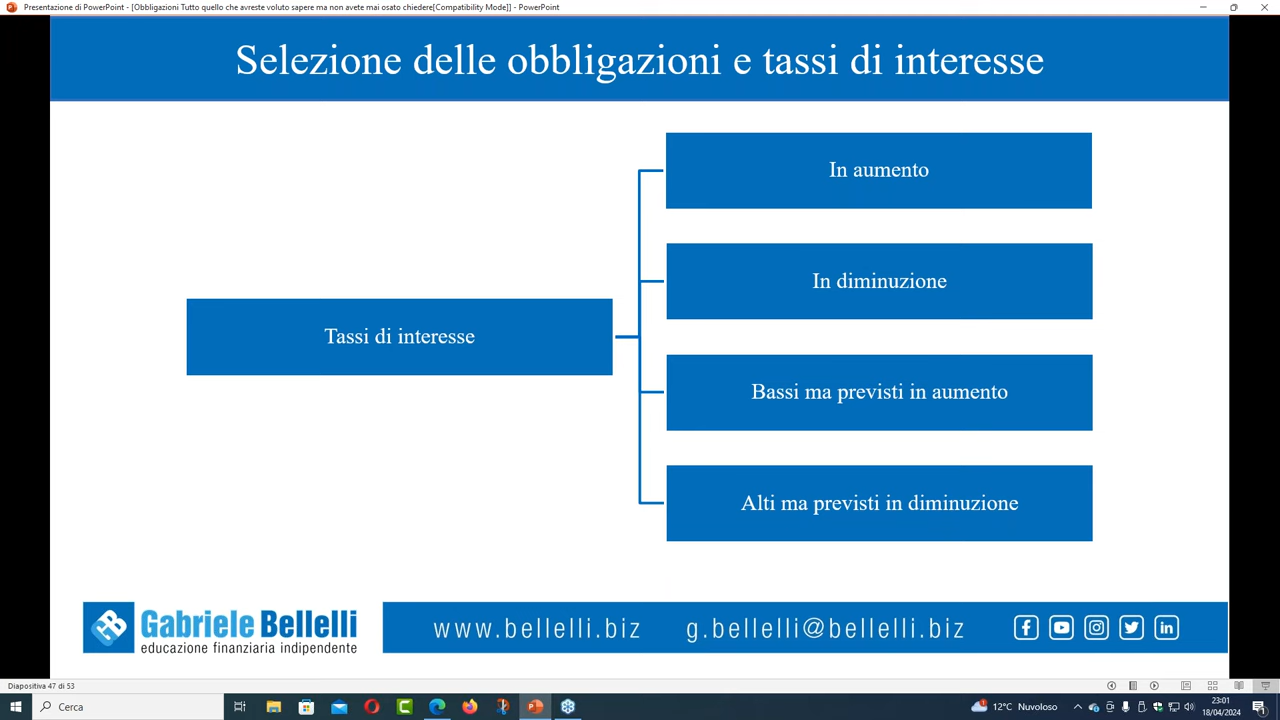 Presentazione di PowerPoint - [Obbligazioni Tutto quello che avreste voluto sapere ma non avete mai osato chiedere[Compatibility Mode]] - PowerPoint
Selezione delle obbligazioni e tassi di interesse
In aumento
In diminuzione
Tassi di interesse
Bassi ma previsti in aumento
Alti ma previsti in diminuzione
Gabriele Bellelli
educazione finanziaria indipendente
www.bellelli.biz g.bellelli@bellelli.biz
Diapositiva 47 di 53
Cerca
12°C Nuvoloso
23:01
18/04/2024